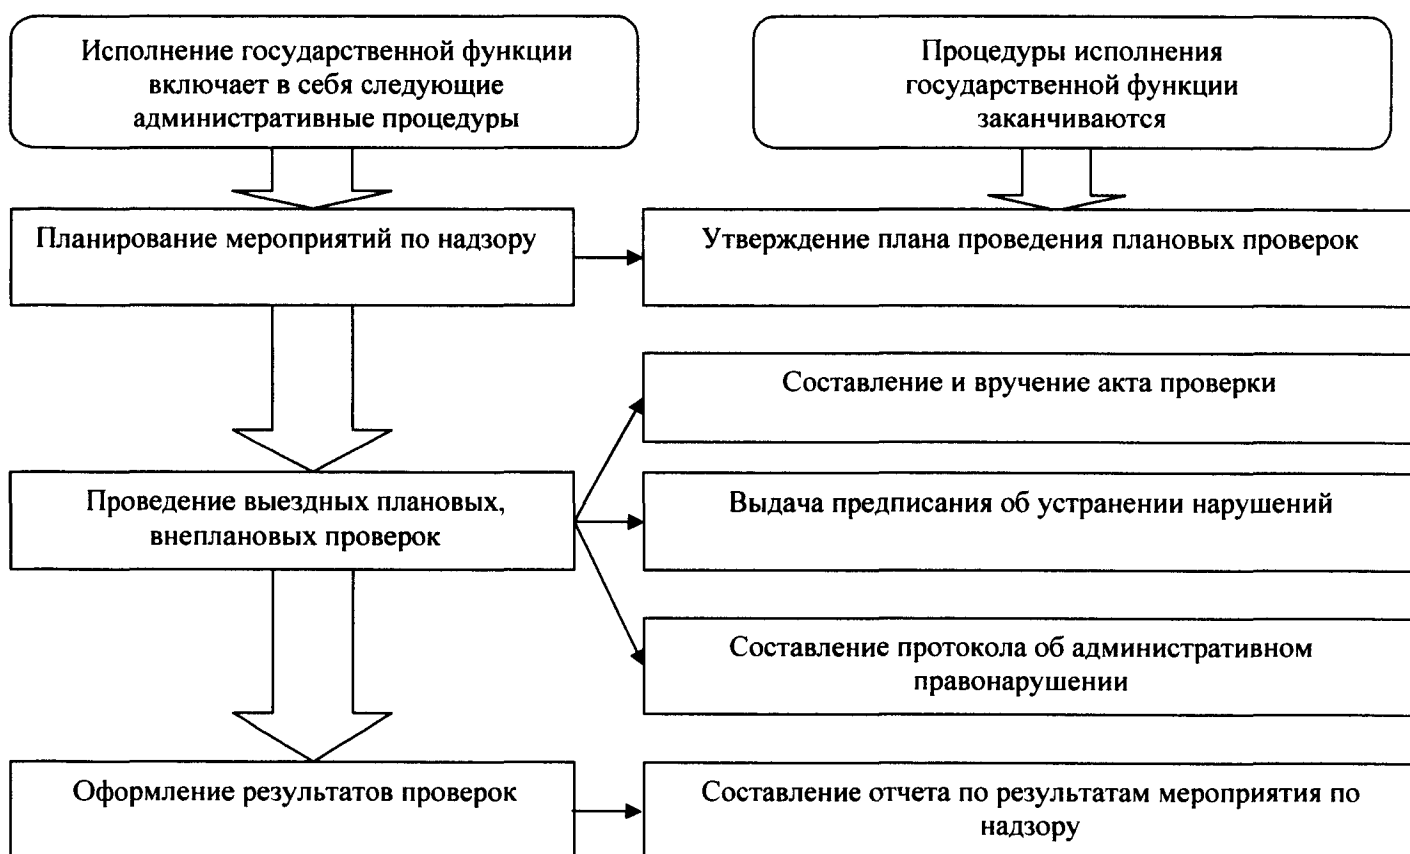 Исполнение государственной функции
включает в себя следующие
административные процедуры
Процедуры исполнения
государственной функции
заканчиваются
Планирование мероприятий по надзору
Утверждение плана проведения плановых проверок
Составление и вручение акта проверки
Проведение выездных плановых,
внеплановых проверок
Выдача предписания об устранении нарушений
Составление протокола об административном
правонарушении
Оформление результатов проверок
Составление отчета по результатам мероприятия по
надзору